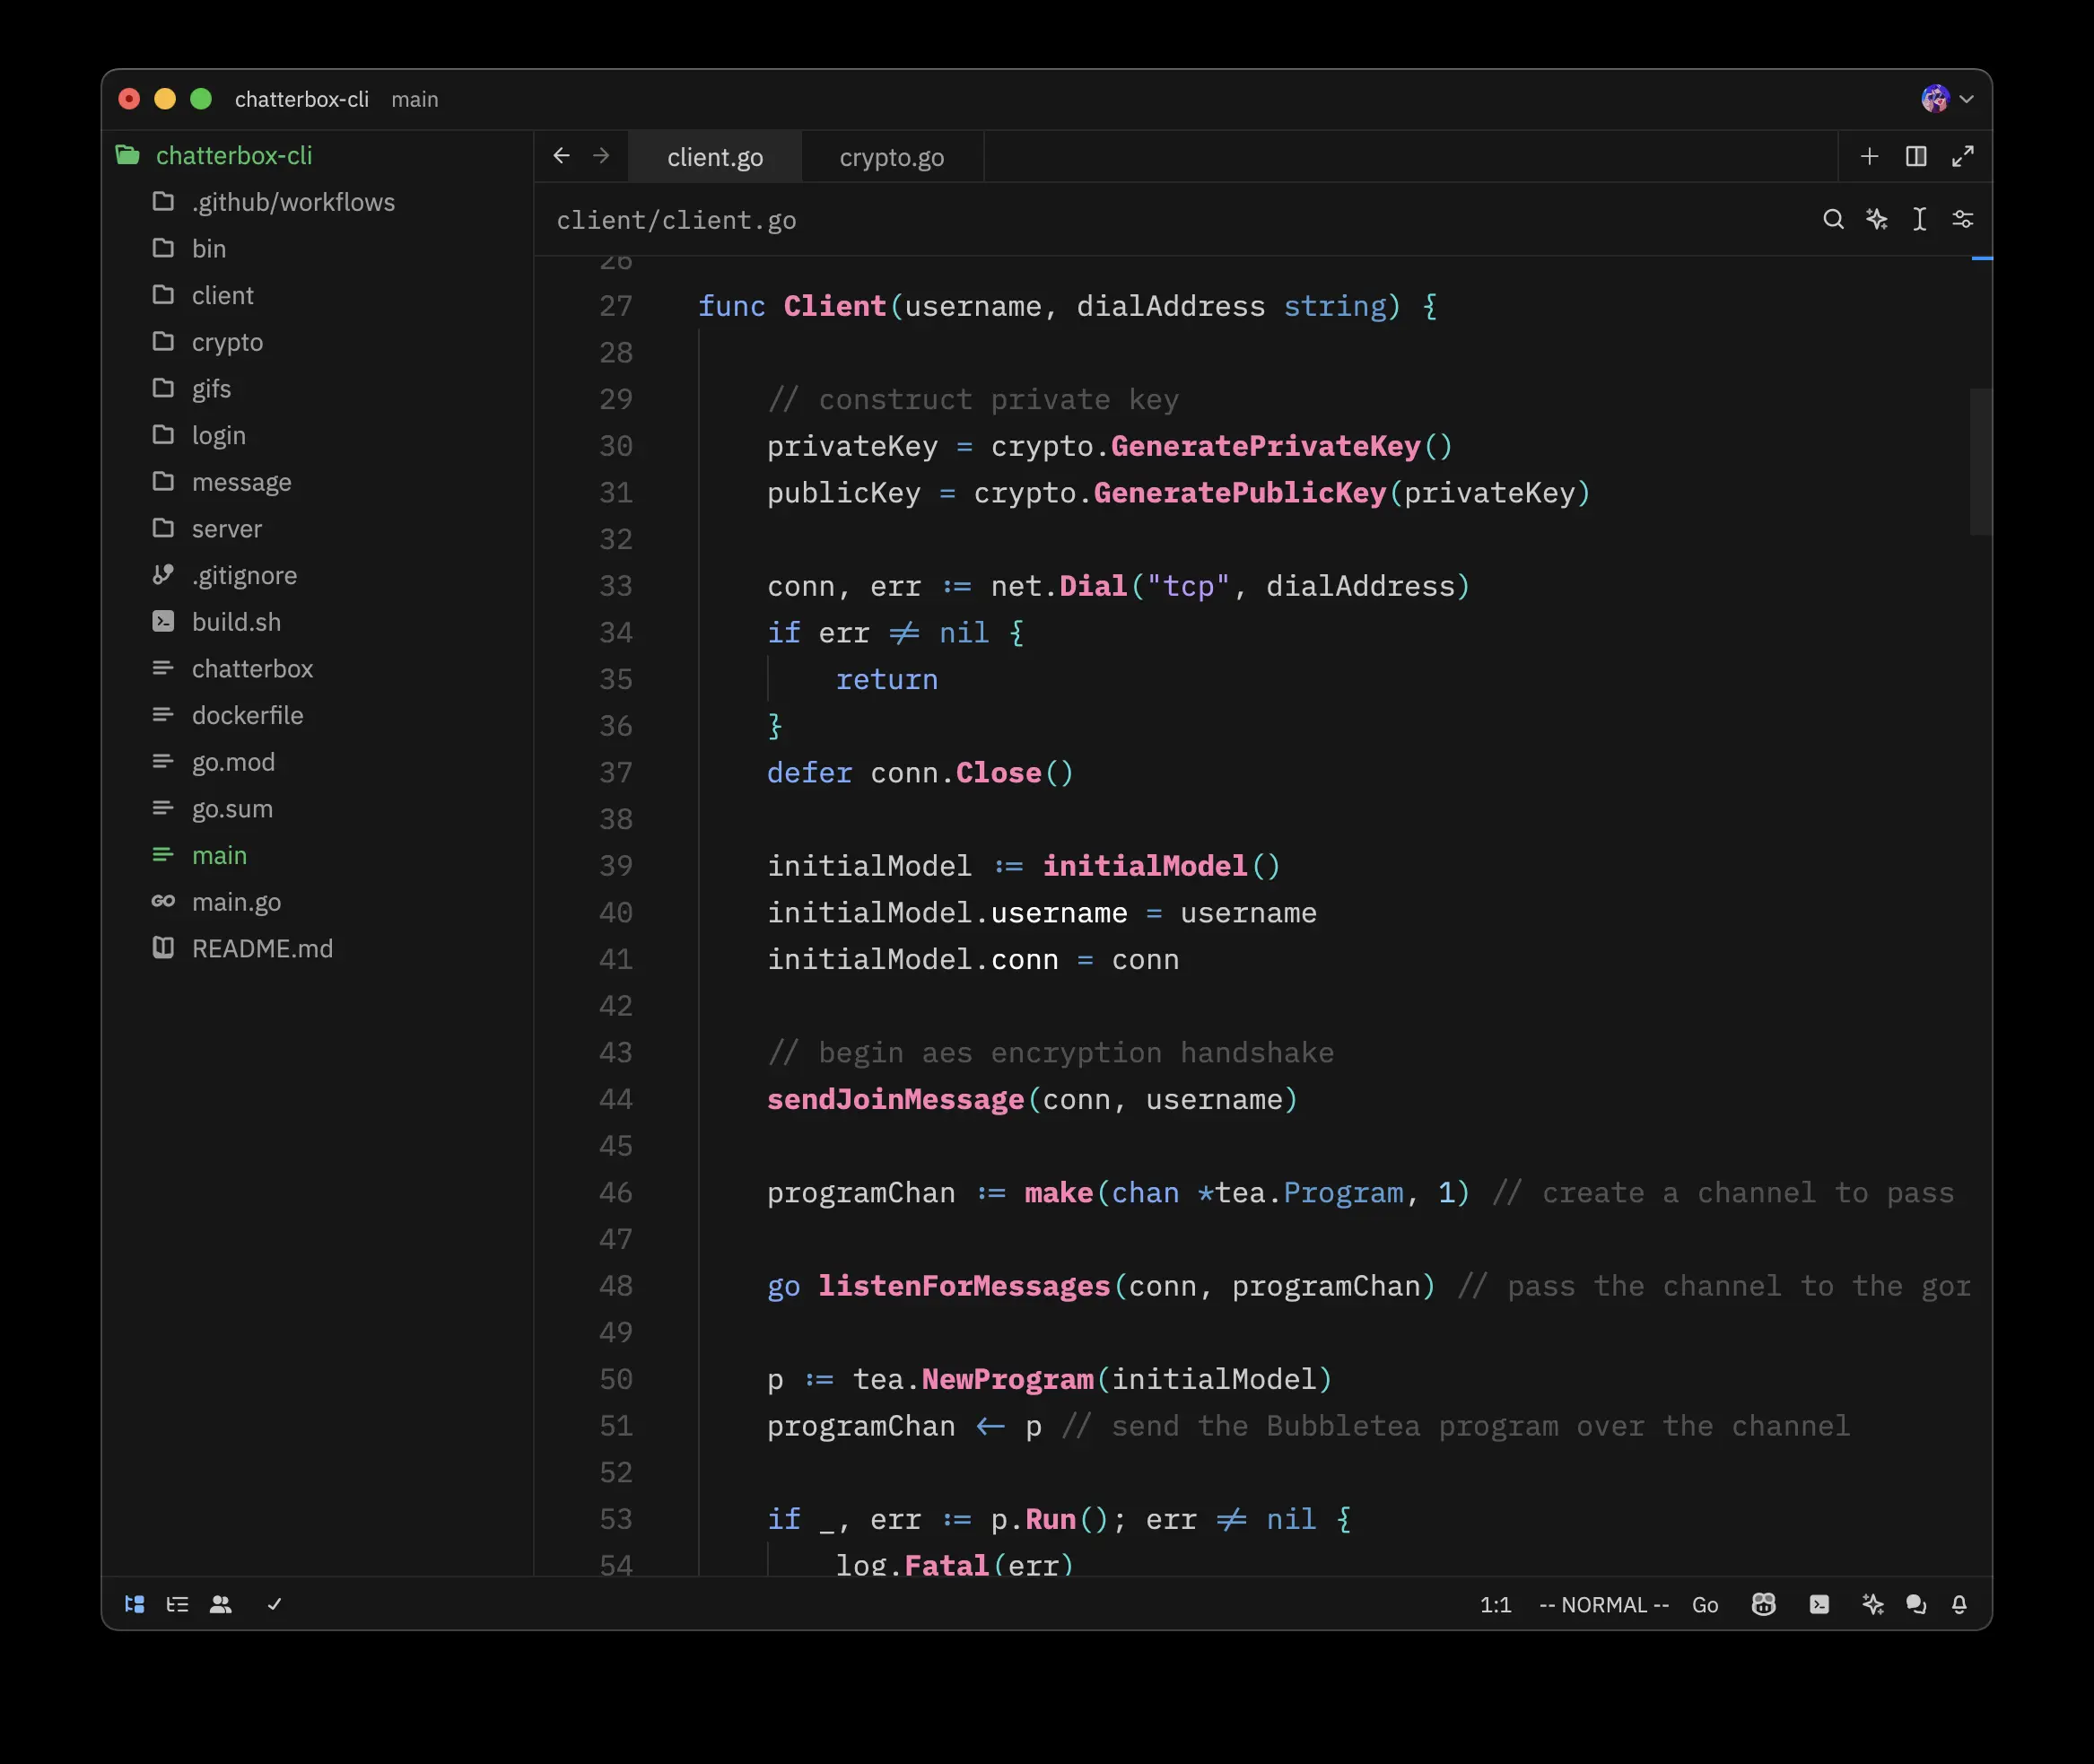 chatterbox-cli main
chatterbox-cli
.github/workflows
bin
client
crypto
gifs
login
message
server
.gitignore
build.sh
chatterbox
dockerfile
go.mod
go.sum
main
main.go
README.md
client.go crypto.go
client/client.go
26
27 func Client(username, dialAddress string) {
28
29 // construct private key
30 privateKey = crypto.GeneratePrivateKey()
31 publicKey = crypto.GeneratePublicKey(privateKey)
32
33 conn, err := net.Dial("tcp", dialAddress)
34 if err != nil {
35 return
36 }
37 defer conn.Close()
38
39 initialModel := initialModel()
40 initialModel.username = username
41 initialModel.conn = conn
42
43 // begin aes encryption handshake
44 sendJoinMessage(conn, username)
45
46 programChan := make(chan *tea.Program, 1) // create a channel to pass
47
48 go listenForMessages(conn, programChan) // pass the channel to the gor
49
50 p := tea.NewProgram(initialModel)
51 programChan <- p // send the Bubbletea program over the channel
52
53 if _, err := p.Run(); err != nil {
54 log.Fatal(err)
1:1 -- NORMAL -- Go